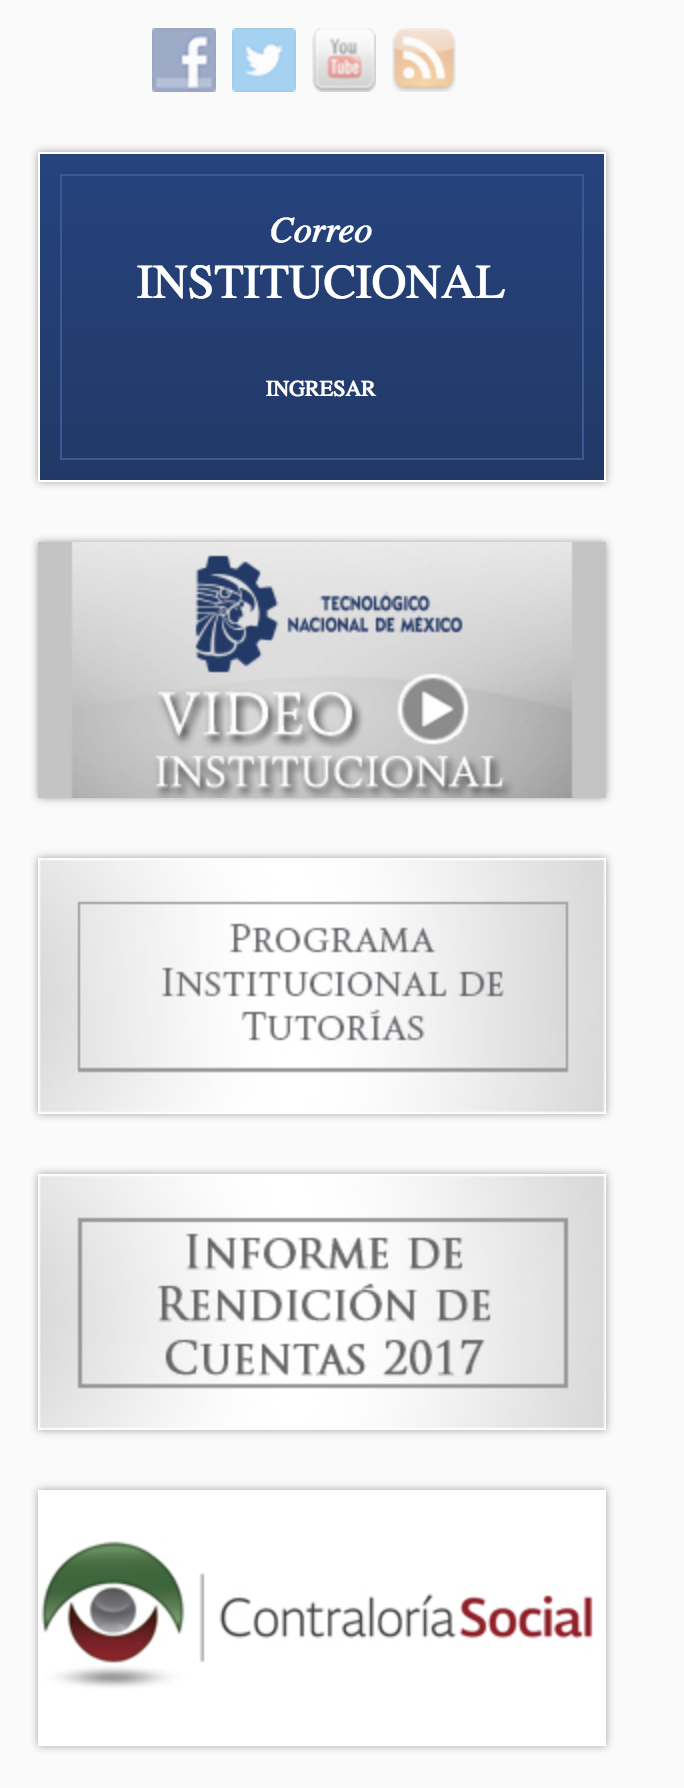 f
You
Tube
Correo
INSTITUCIONAL
INGRESAR
TECNOLÓGICO
NACIONAL DE MÉXICO
VIDEO
INSTITUCIONAL
PROGRAMA
INSTITUCIONAL DE
TUTORÍAS
INFORME DE
RENDICIÓN DE
CUENTAS 2017
Contraloría Social